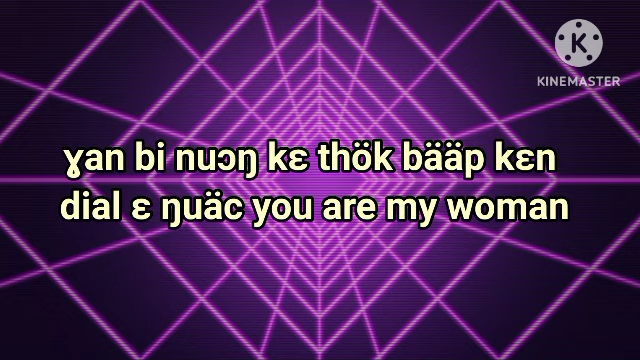 KINEMASTER
ɣan bi nuɔŋ kɛ thök bääp kɛn
dial ɛ ŋuäc you are my woman